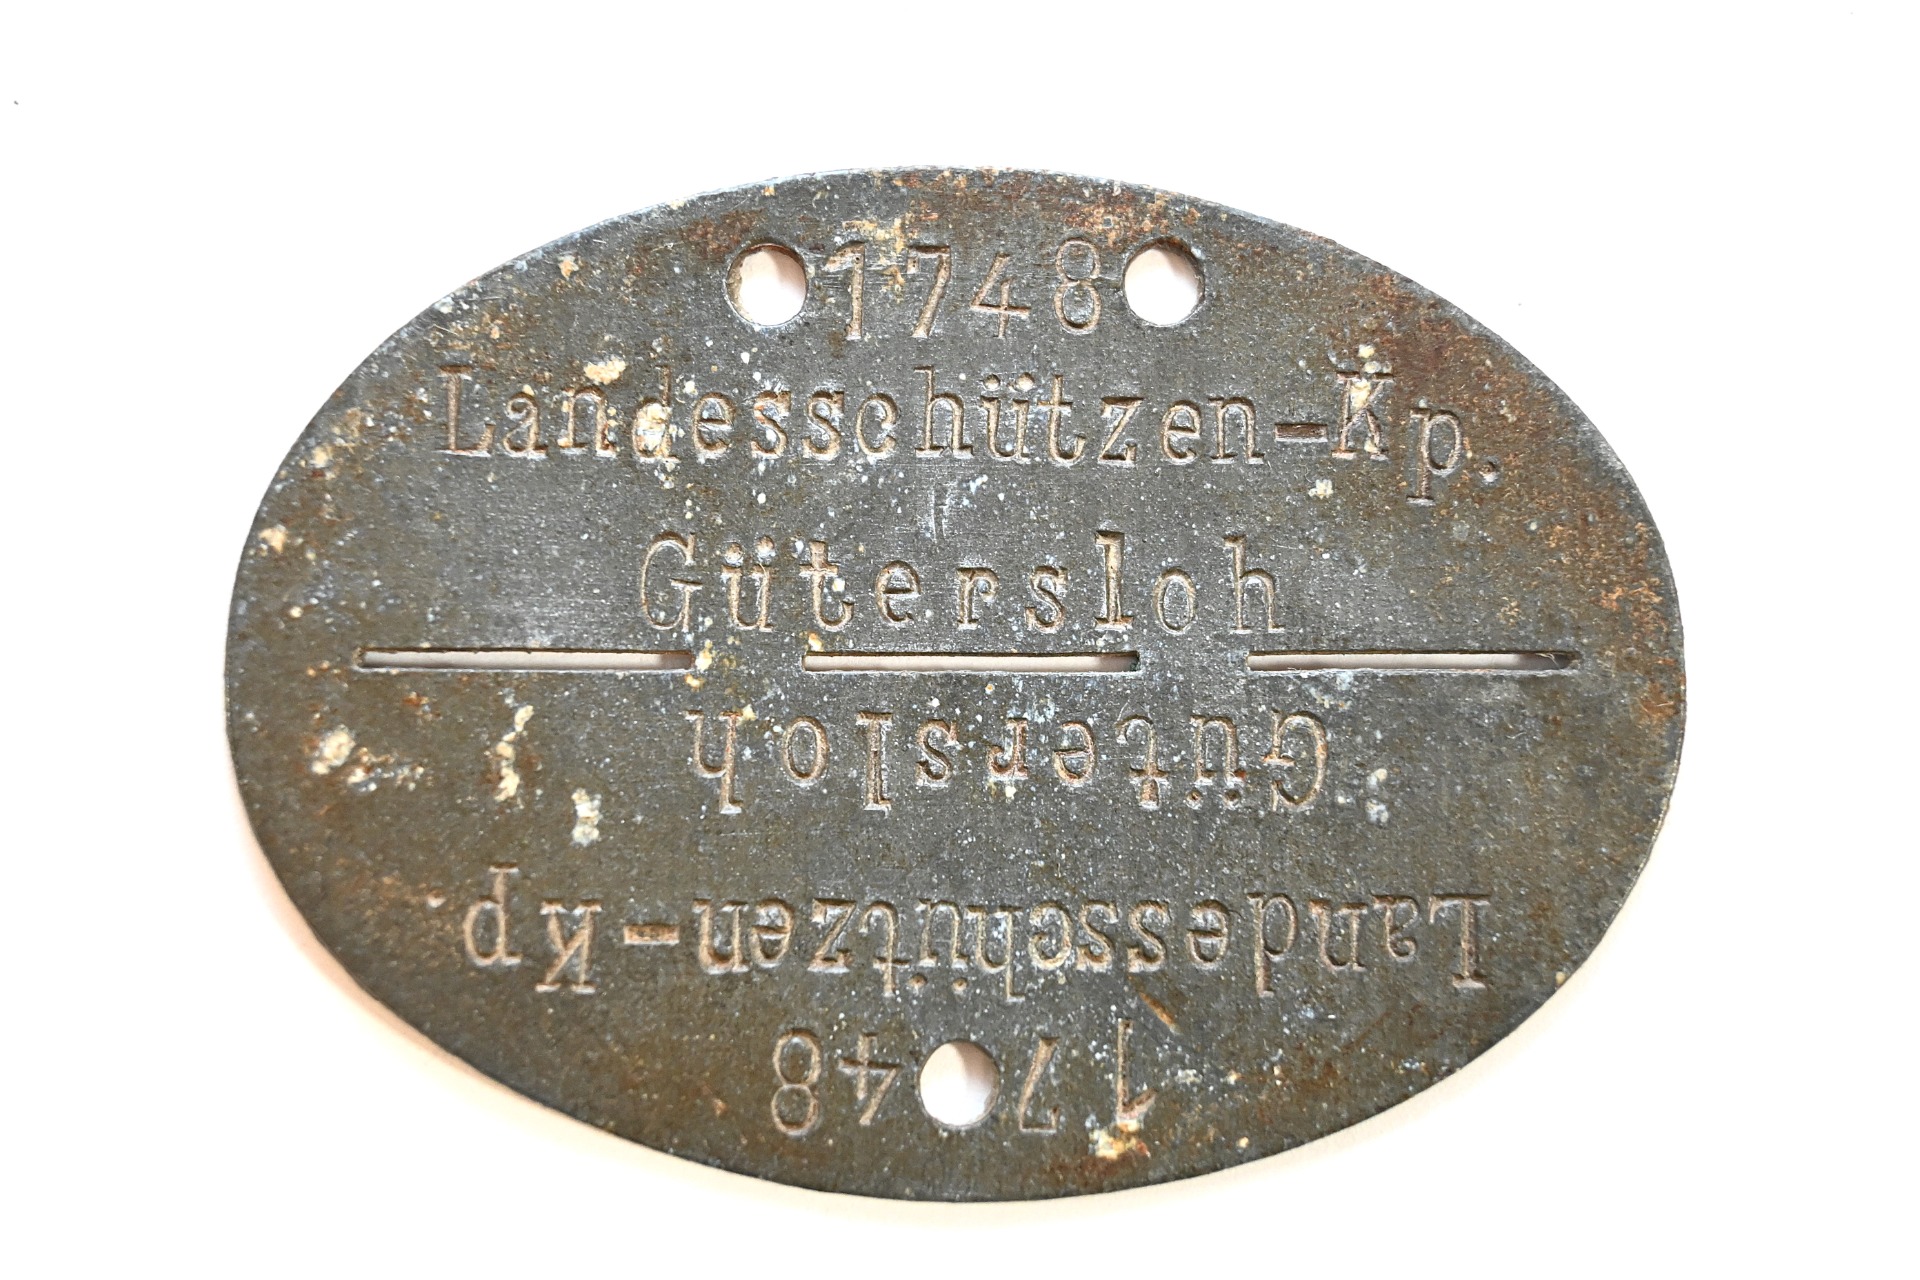 1748
Landesschützen-Kp.
Gütersloh
Gütersloh
Landesschützen-Kp.
1748